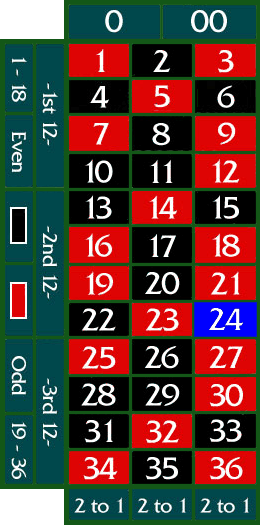 0 00
1 2 3
4 5 6
7 8 9
10 11 12
13 14 15
16 17 18
19 20 21
22 23 24
25 26 27
28 29 30
31 32 33
34 35 36
2 to 1 2 to 1 2 to 1
-1st 12-
-2nd 12-
-3rd 12-
1 - 18
Even
Odd
19 - 36